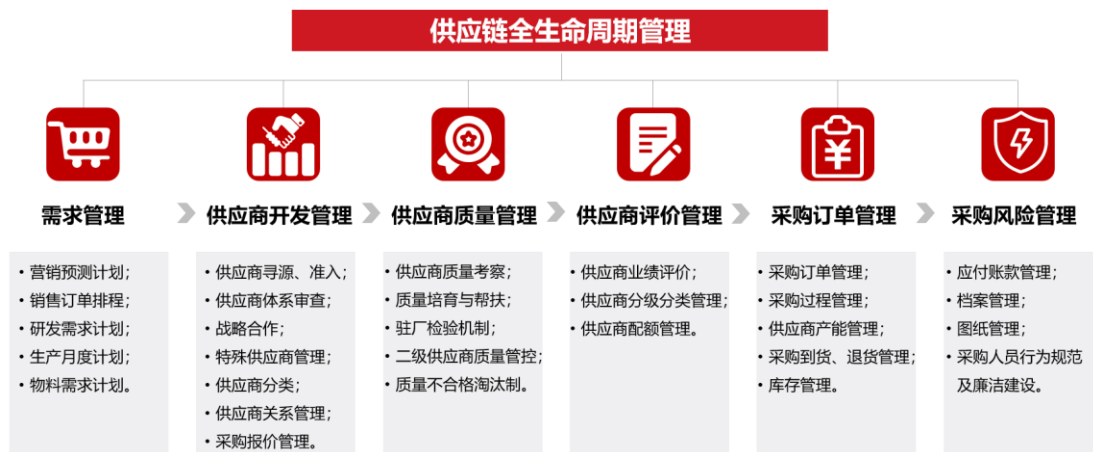 供应链全生命周期管理
需求管理
供应商开发管理
供应商质量管理
供应商评价管理
采购订单管理
采购风险管理
• 营销预测计划；
• 销售订单排程；
• 研发需求计划；
• 生产月度计划；
• 物料需求计划。
• 供应商寻源、准入；
• 供应商体系审查；
• 战略合作；
• 特殊供应商管理；
• 供应商分类；
• 供应商关系管理；
• 采购报价管理。
• 供应商质量考察；
• 质量培育与帮扶；
• 驻厂检验机制；
• 二级供应商质量管控；
• 质量不合格淘汰制。
• 供应商业绩评价；
• 供应商分级分类管理；
• 供应商配额管理。
• 采购订单管理；
• 采购过程管理；
• 供应商产能管理；
• 采购到货、退货管理；
• 库存管理。
• 应付账款管理；
• 档案管理；
• 图纸管理；
• 采购人员行为规范
及廉洁建设。